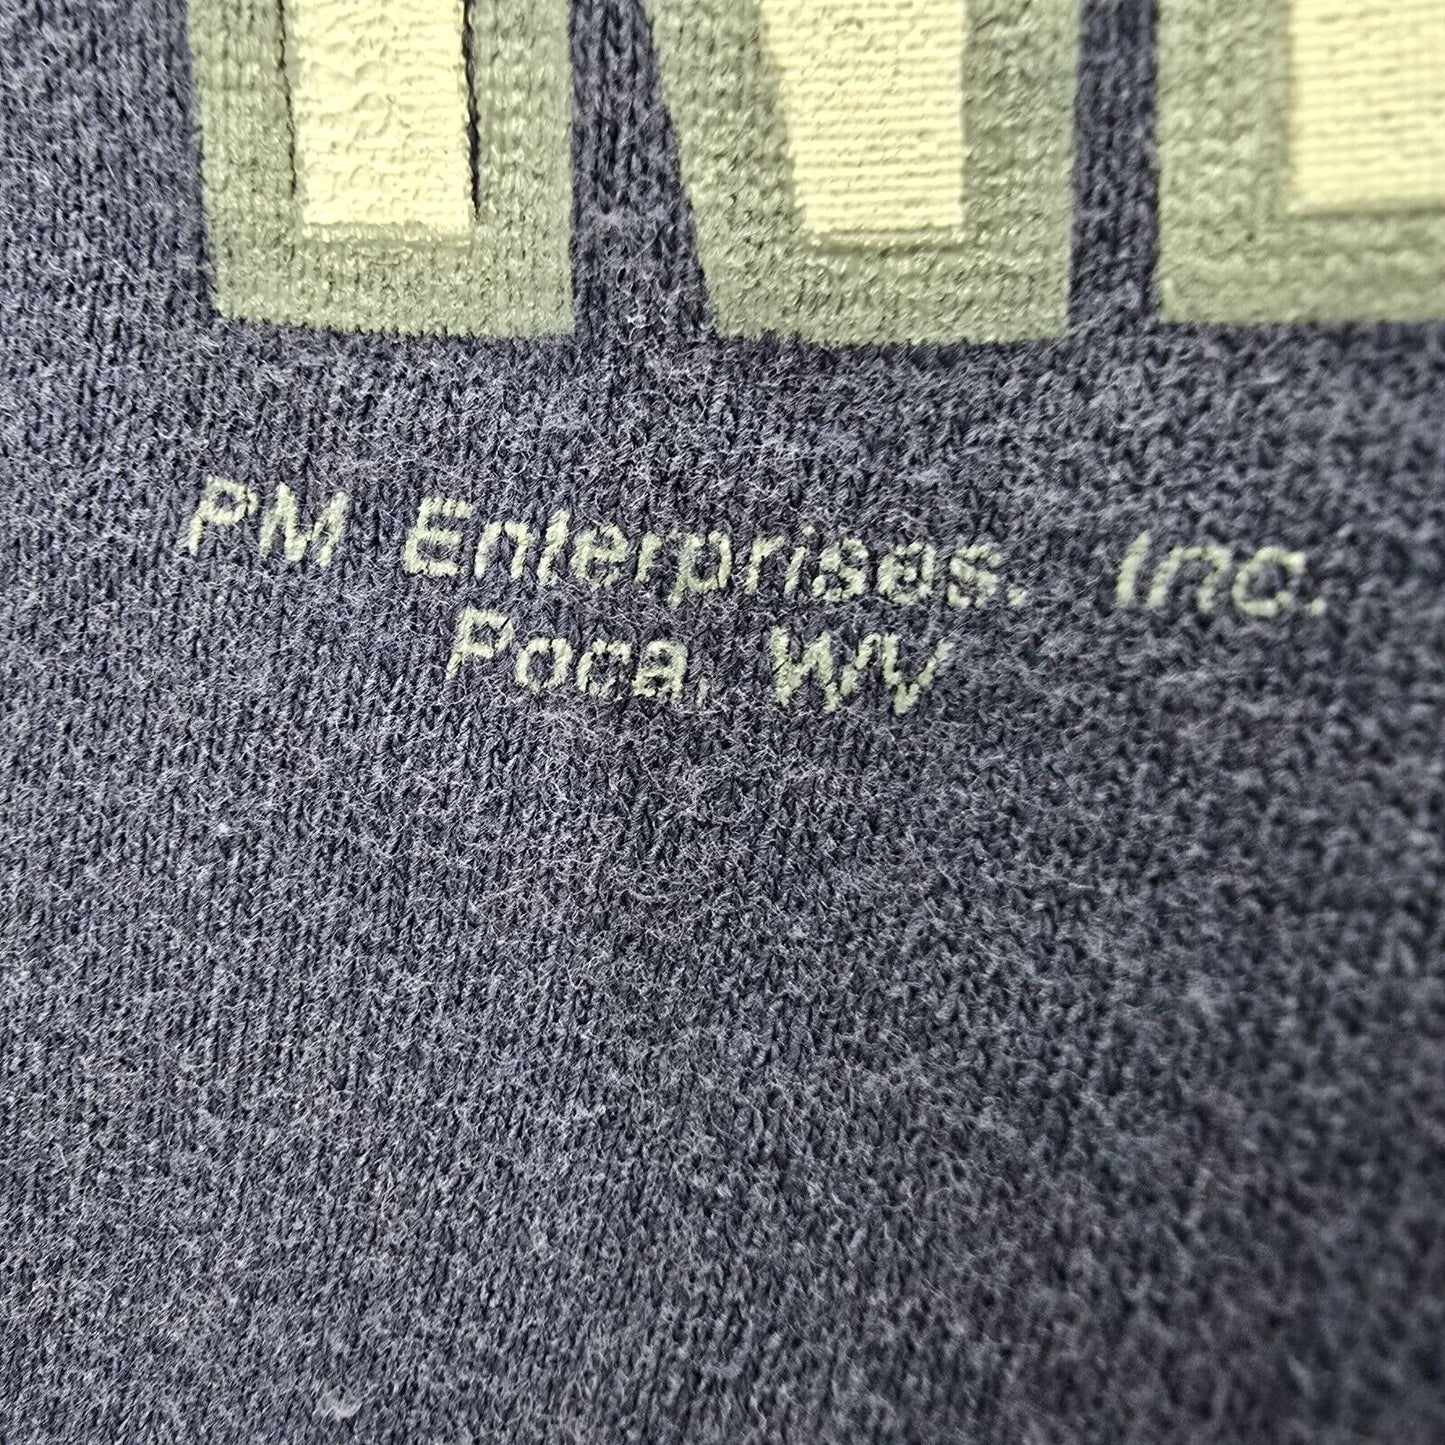 PM Enterprises, Inc.
Poca, WV